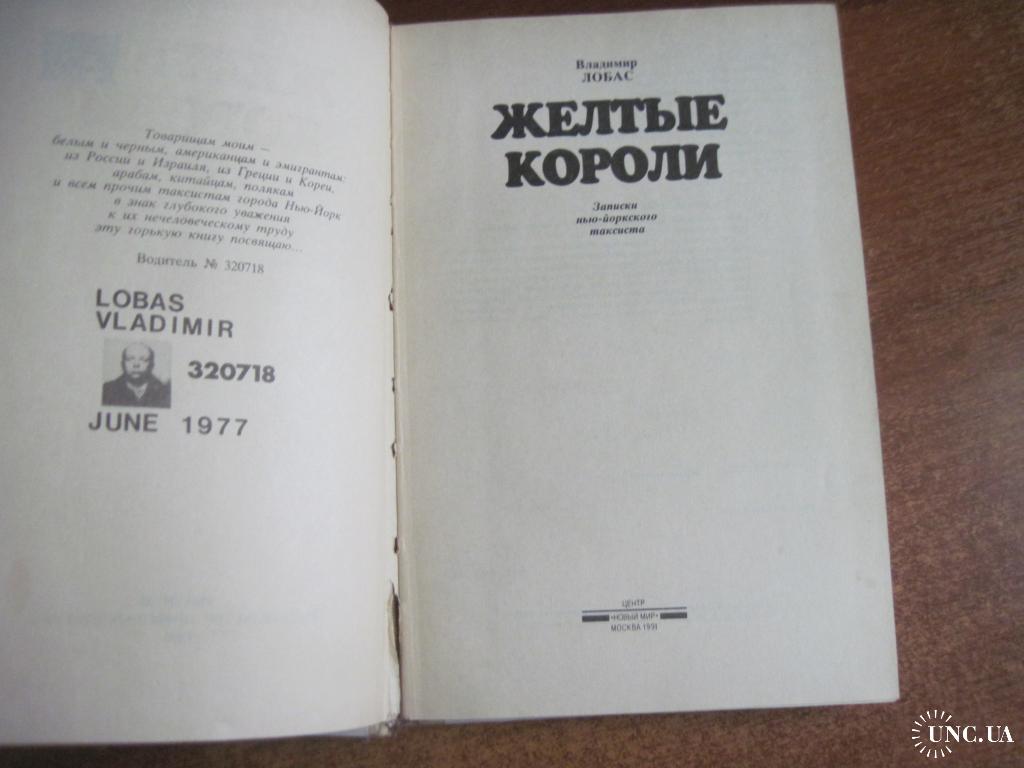 Товарищам моим –
белым и черным, американцам и эмигрантам:
из России и Израиля, из Греции и Кореи,
арабам, китайцам, полякам
и всем прочим таксистам города Нью-Йорк
в знак глубокого уважения
к их нечеловеческому труду
эту горькую книгу посвящаю...
Водитель № 320718
LOBAS
VLADIMIR
320718
JUNE 1977
Владимир
ЛОБАС
ЖЕЛТЫЕ
КОРОЛИ
Записки
нью-йоркского
таксиста
ЦЕНТР
«НОВЫЙ МИР»
МОСКВА 1991
UNC.UA